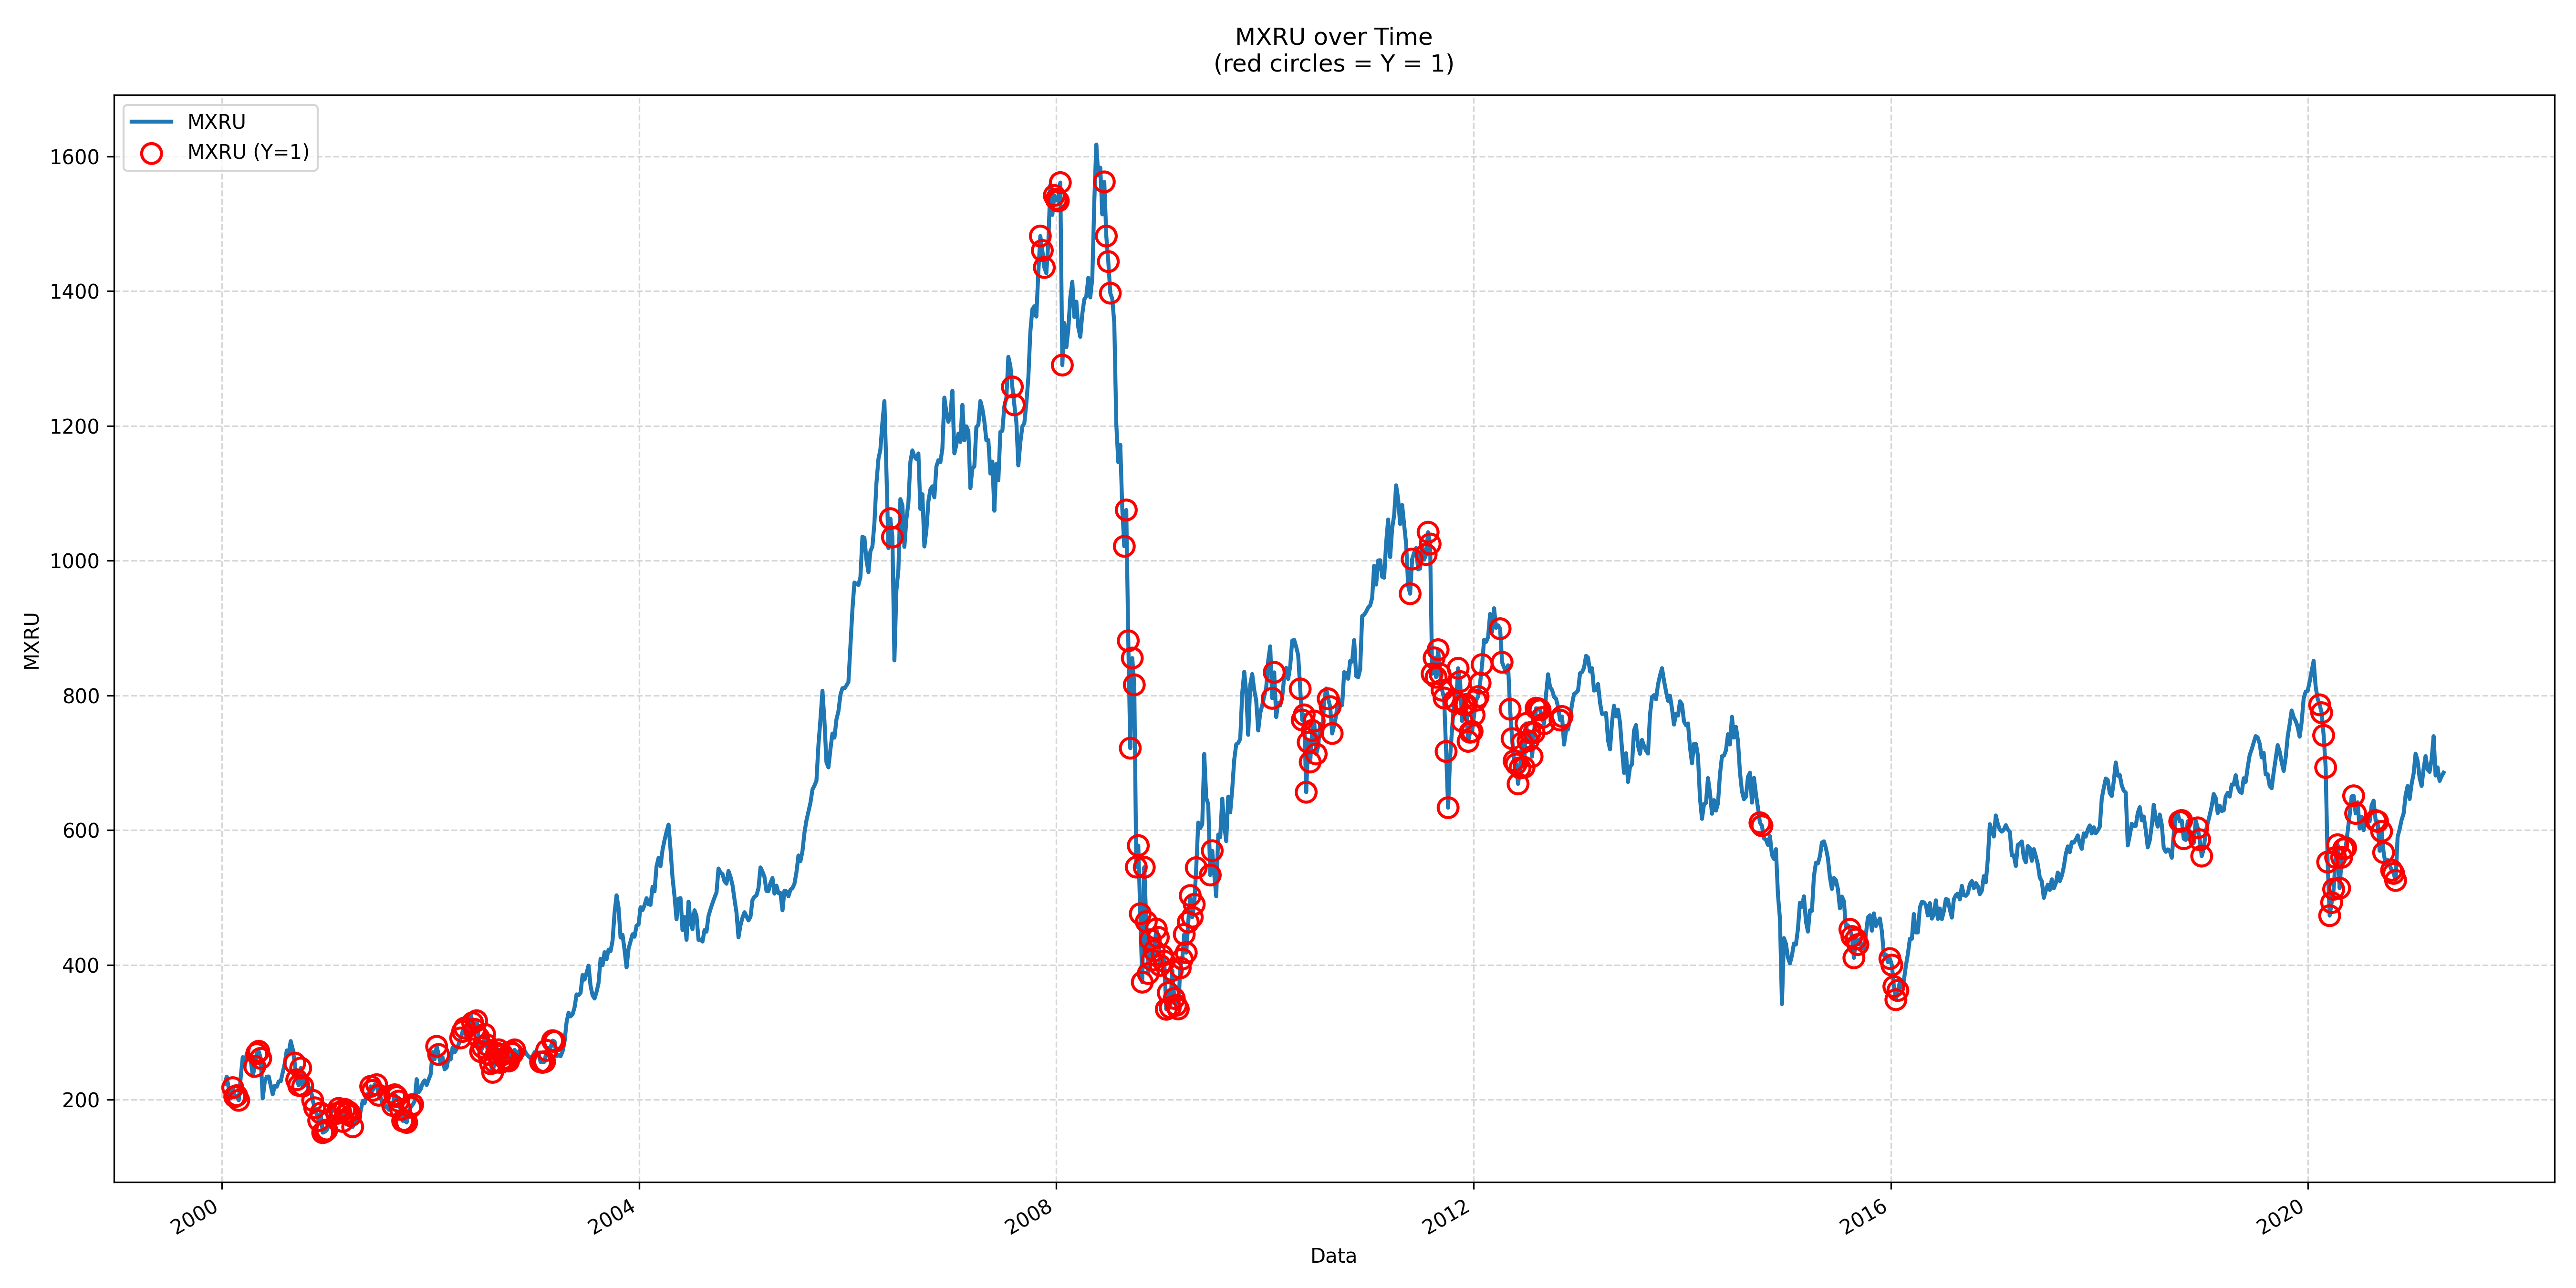 MXRU over Time
(red circles = Y = 1)
MXRU
MXRU (Y=1)
1600
1400
1200
1000
800
600
400
200
MXRU
2000
2004
2008
2012
2016
2020
Data